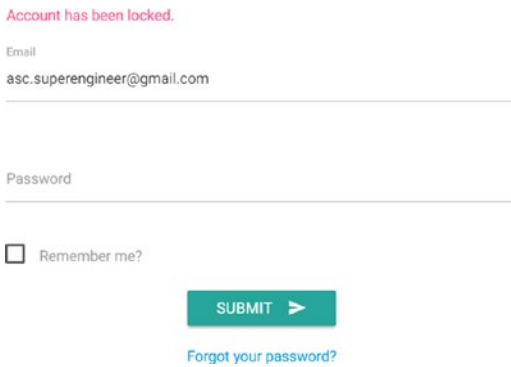 Account has been locked.
Email
asc.superengineer@gmail.com
Password
Remember me?
SUBMIT
Forgot your password?